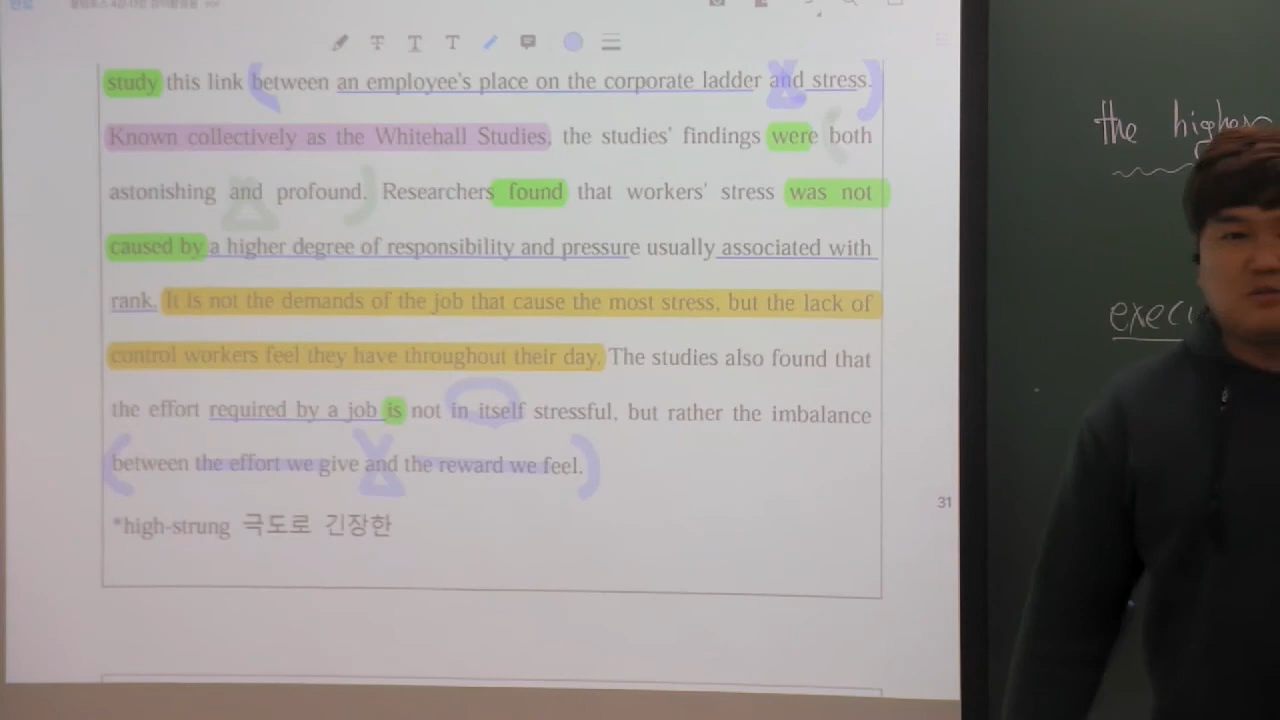 완료
study this link between an employee's place on the corporate ladder and stress.
Known collectively as the Whitehall Studies, the studies' findings were both
astonishing and profound. Researchers found that workers' stress was not
caused by a higher degree of responsibility and pressure usually associated with
rank. It is not the demands of the job that cause the most stress, but the lack of
control workers feel they have throughout their day. The studies also found that
the effort required by a job is not in itself stressful, but rather the imbalance
between the effort we give and the reward we feel.
*high-strung 극도로 긴장한
31
the higher